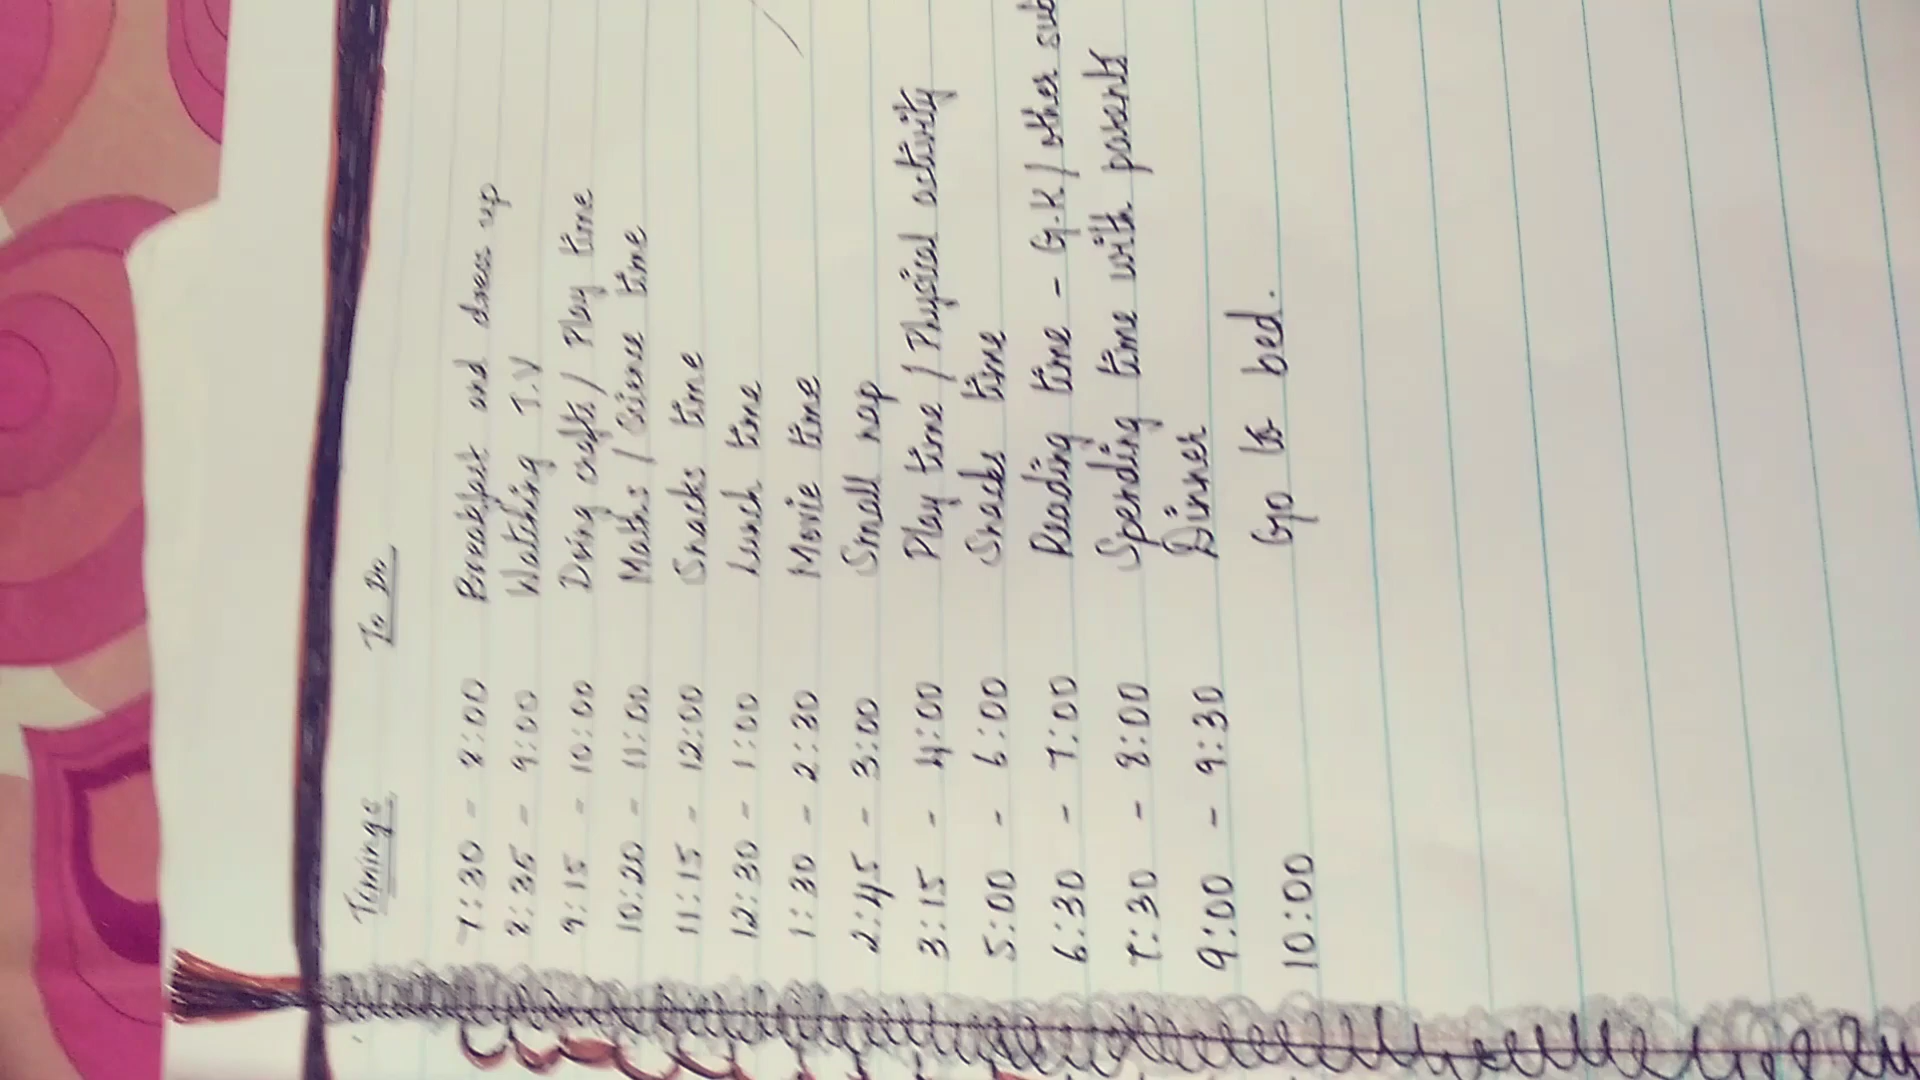 Timings To Do
7:30 - 8:00 Breakfast and dress up
8:35 - 9:00 Watching T.V
9:15 - 10:00 Doing crafts / Play time
10:20 - 11:00 Maths / Science time
11:15 - 12:00 Snacks time
12:30 - 1:00 Lunch time
1:30 - 2:30 Movie time
2:45 - 3:00 Small nap
3:15 - 4:00 Play time / Physical activity
5:00 - 6:00 Snacks time
6:30 - 7:00 Reading time - G.K / other sub
7:30 - 8:00 Spending time with parents
9:00 - 9:30 Dinner
10:00 Go to bed.